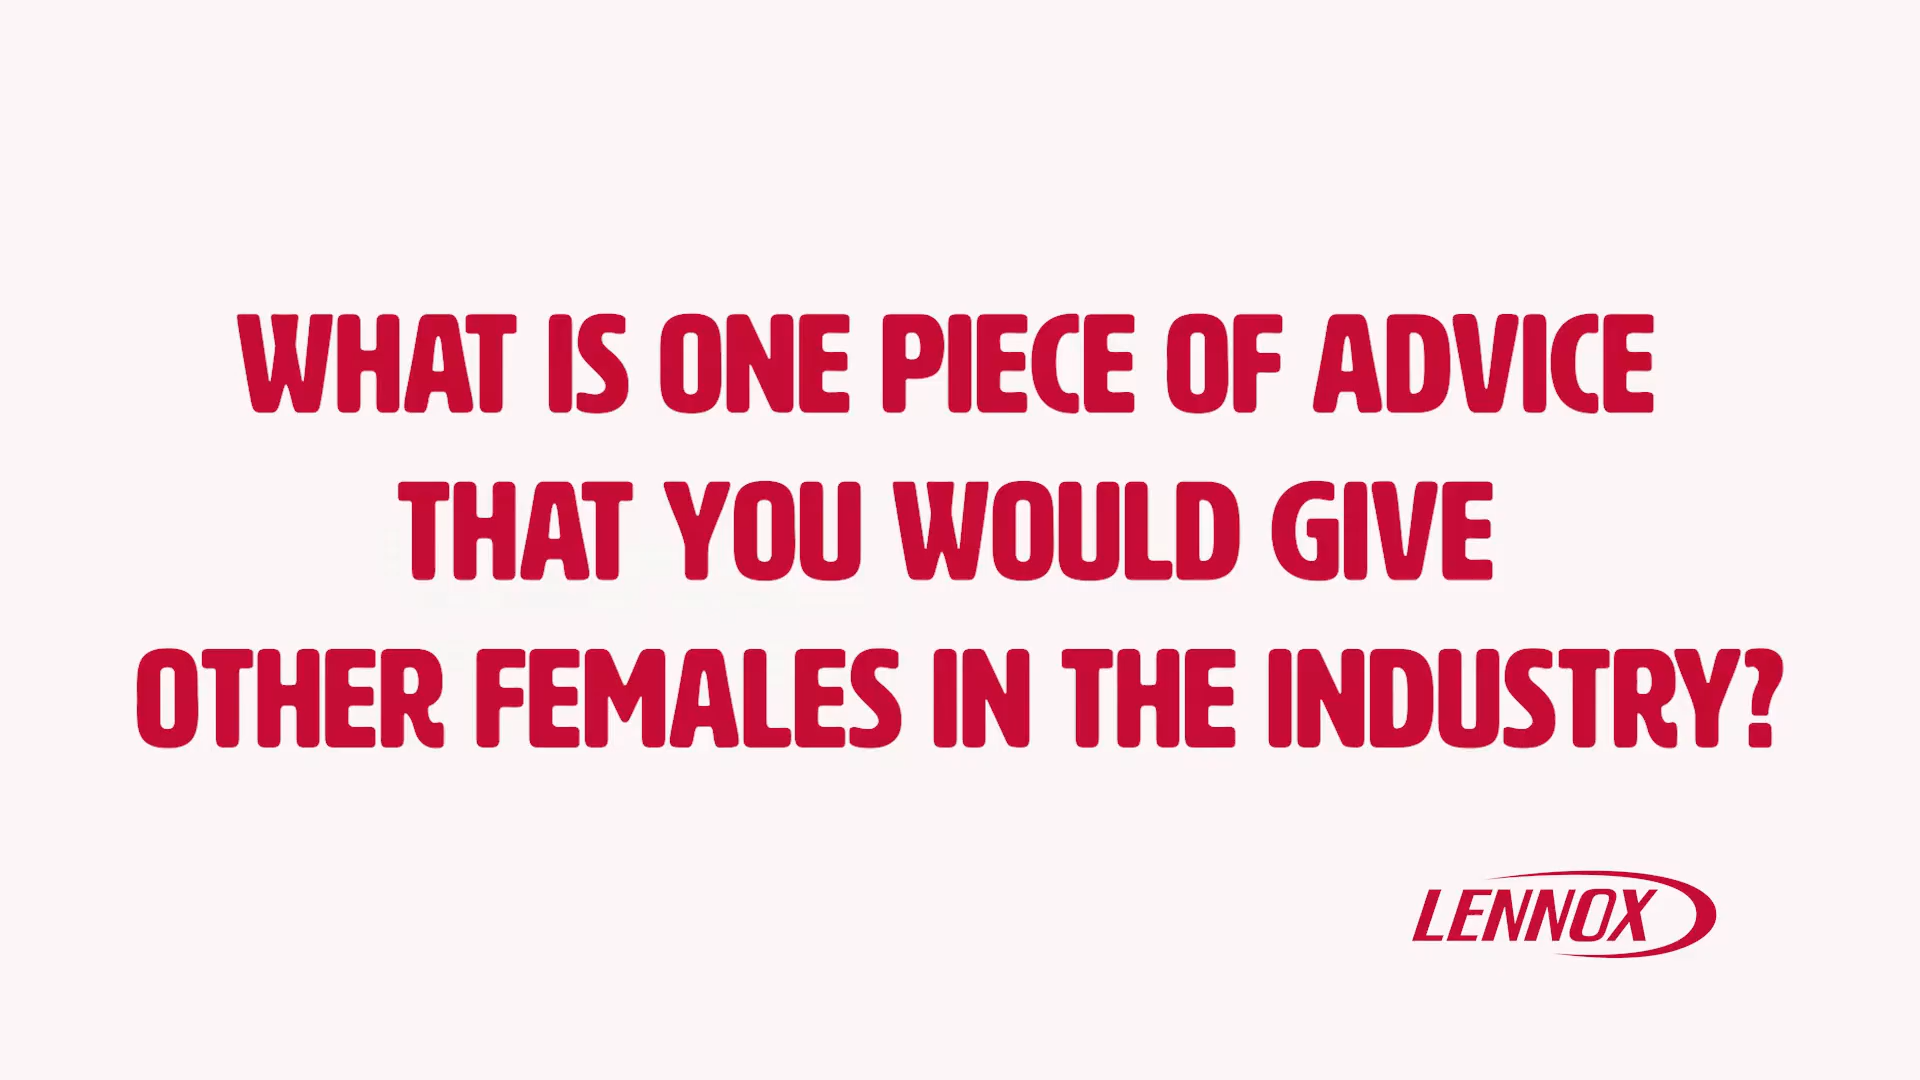 WHAT IS ONE PIECE OF ADVICE
THAT YOU WOULD GIVE
OTHER FEMALES IN THE INDUSTRY?
LENNOX